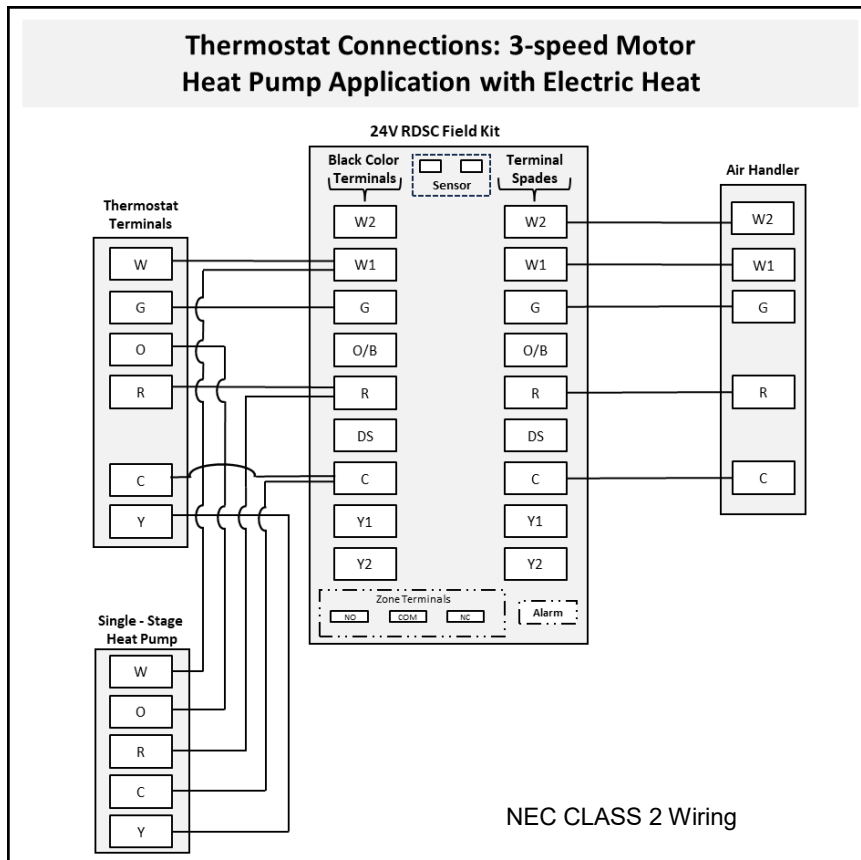 Thermostat Connections: 3-speed Motor
Heat Pump Application with Electric Heat
24V RDSC Field Kit
Black Color
Terminals
Sensor
Terminal
Spades
Air Handler
Thermostat
Terminals
W
G
O
R
C
Y
W2
W1
G
O/B
R
DS
C
Y1
Y2
W2
W1
G
O/B
R
DS
C
Y1
Y2
W2
W1
G
R
C
Zone Terminals
NO
COM
NC
Alarm
Single - Stage
Heat Pump
W
O
R
C
Y
NEC CLASS 2 Wiring